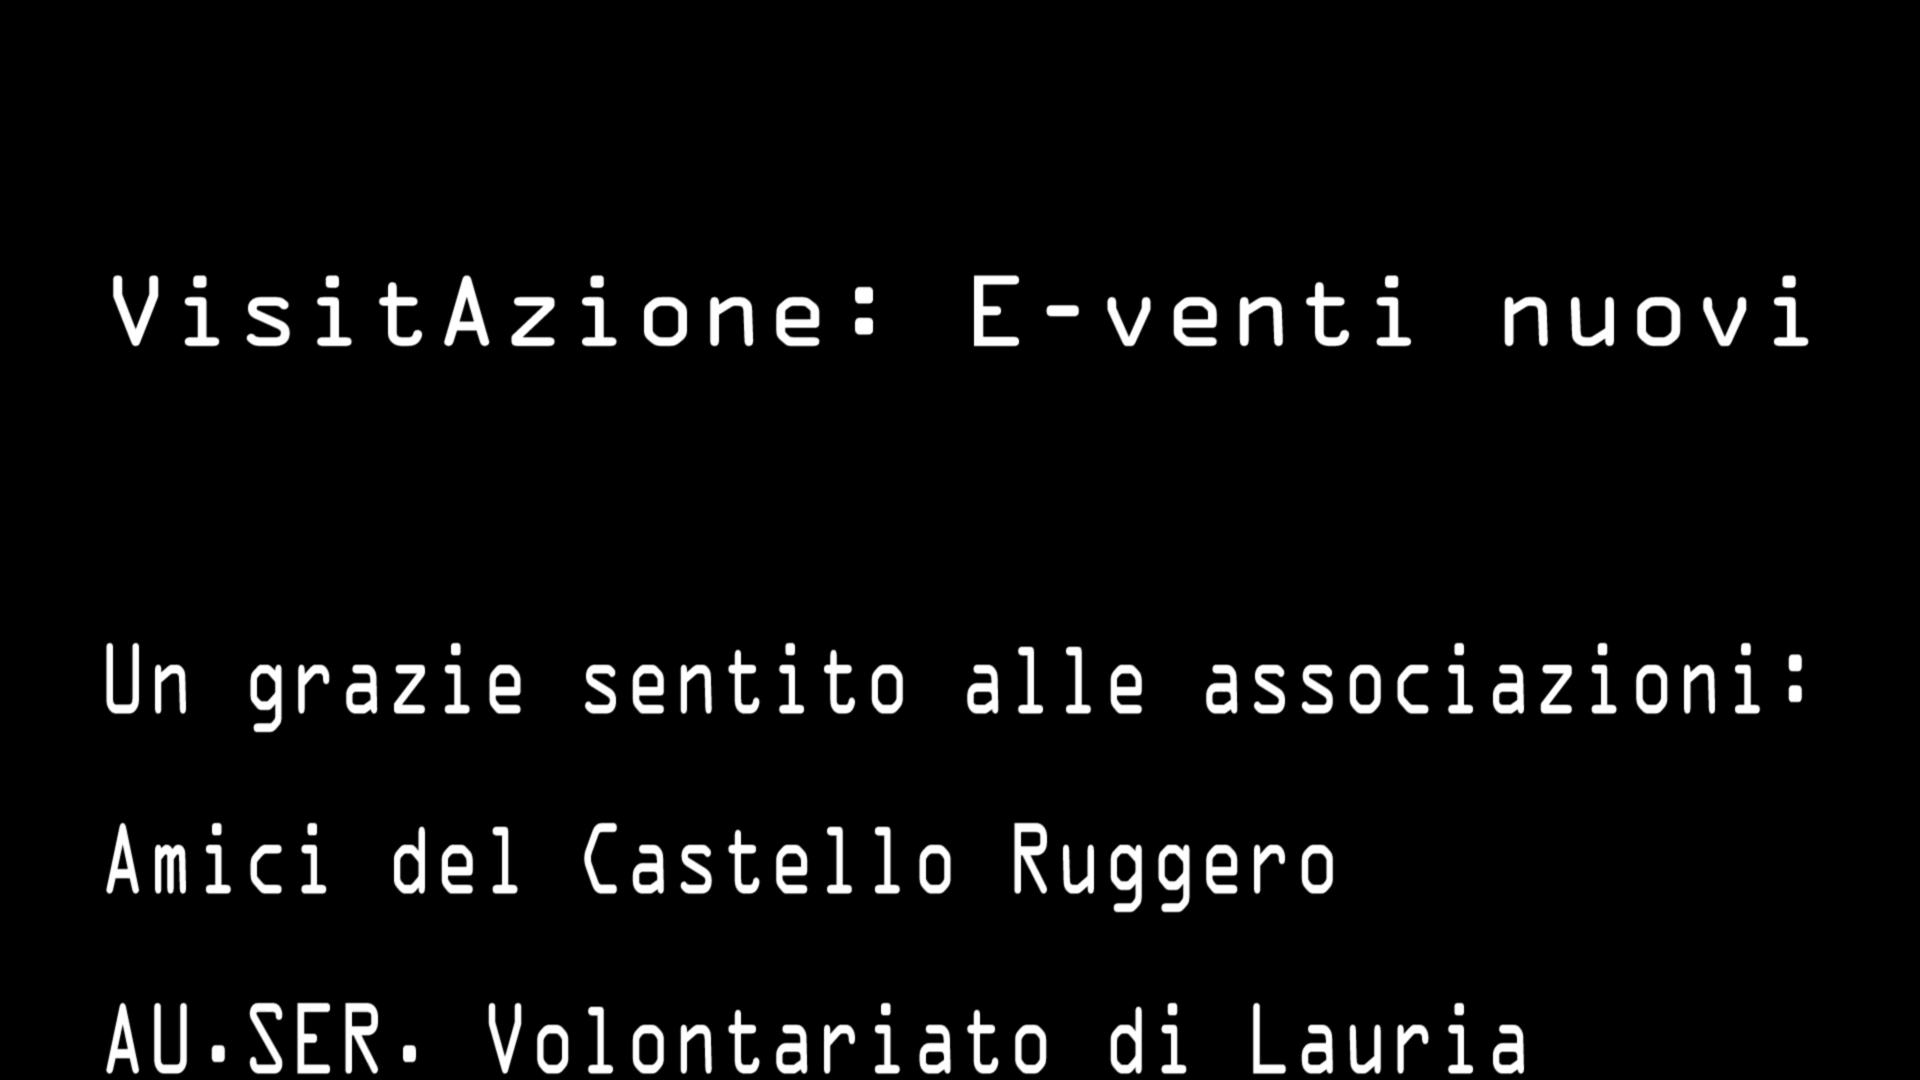 VisitAzione: E-venti nuovi
Un grazie sentito alle associazioni:
Amici del Castello Ruggero
AU.SER. Volontariato di Lauria